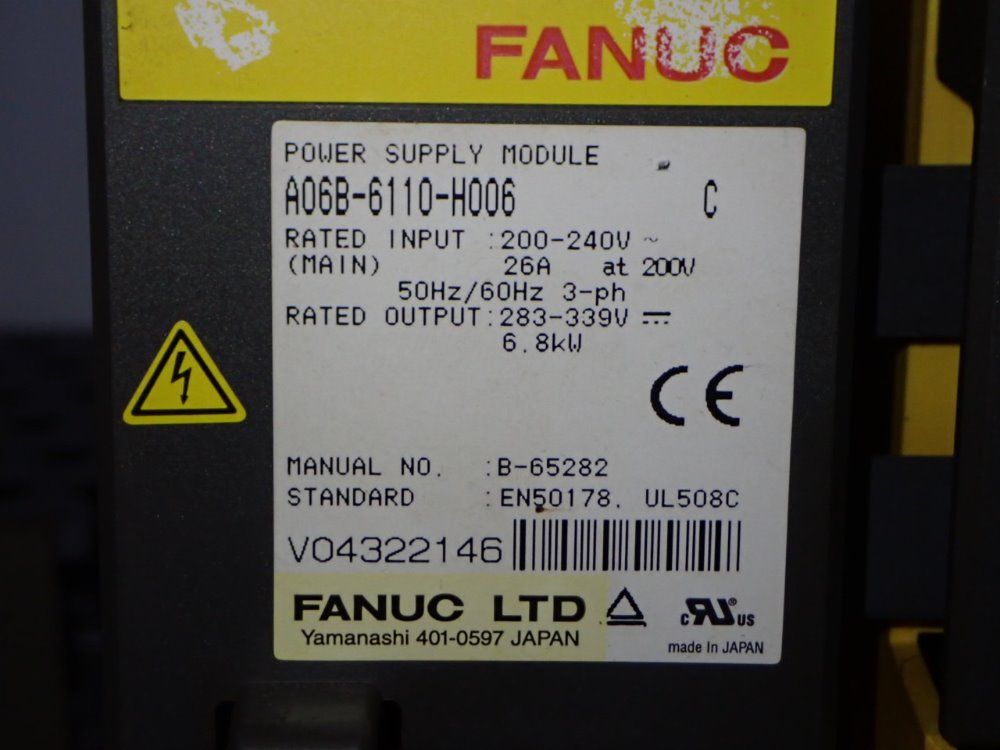 FANUC
POWER SUPPLY MODULE
A06B-6110-H006 C
RATED INPUT :200-240V ~
(MAIN) 26A at 200V
50Hz/60Hz 3-ph
RATED OUTPUT:283-339V ⎓
6.8kW
CE
MANUAL NO. :B-65282
STANDARD :EN50178. UL508C
V04322146
FANUC LTD
Yamanashi 401-0597 JAPAN
c RU® US
made In JAPAN